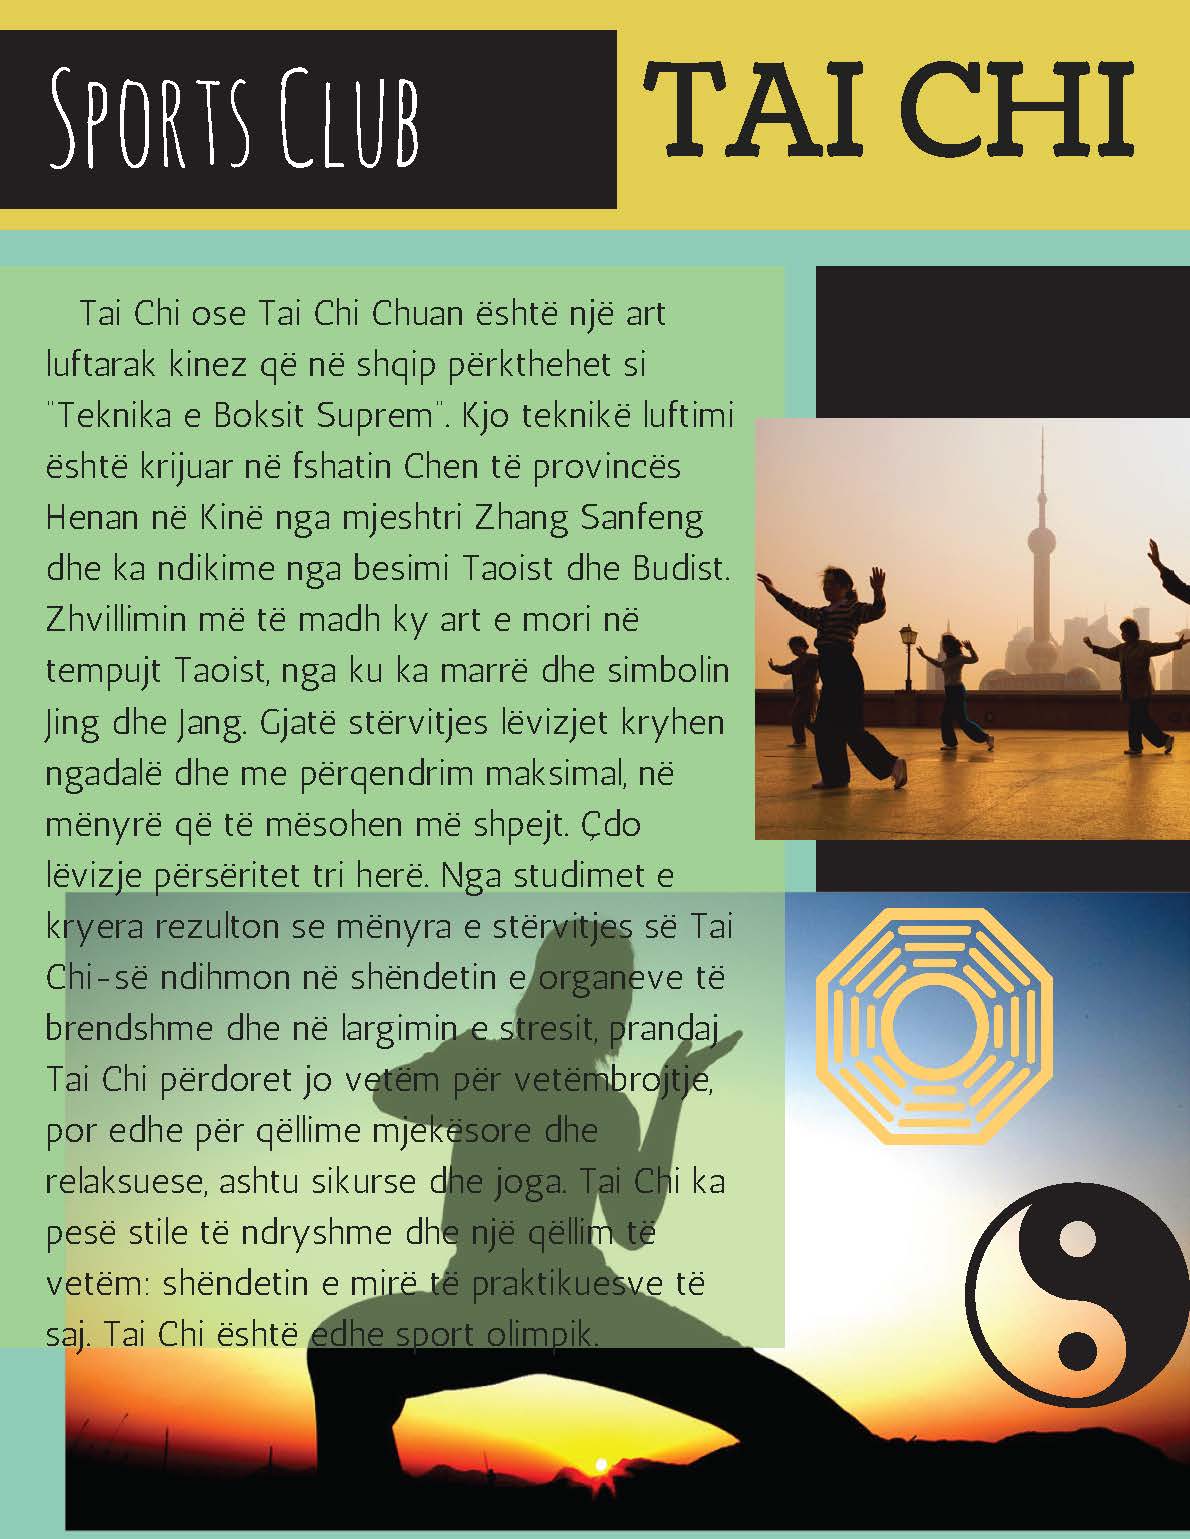 SPORTS CLUB
TAI CHI
Tai Chi ose Tai Chi Chuan është një art
luftarak kinez që në shqip përkthehet si
"Teknika e Boksit Suprem". Kjo teknikë luftimi
është krijuar në fshatin Chen të provincës
Henan në Kinë nga mjeshtri Zhang Sanfeng
dhe ka ndikime nga besimi Taoist dhe Budist.
Zhvillimin më të madh ky art e mori në
tempujt Taoist, nga ku ka marrë dhe simbolin
Jing dhe Jang. Gjatë stërvitjes lëvizjet kryhen
ngadalë dhe me përqendrim maksimal, në
mënyrë që të mësohen më shpejt. Çdo
lëvizje përsëritet tri herë. Nga studimet e
kryera rezulton se mënyra e stërvitjes së Tai
Chi-së ndihmon në shëndetin e organeve të
brendshme dhe në largimin e stresit, prandaj
Tai Chi përdoret jo vetëm për vetëmbrojtje,
por edhe për qëllime mjekësore dhe
relaksuese, ashtu sikurse dhe joga. Tai Chi ka
pesë stile të ndryshme dhe një qëllim të
vetëm: shëndetin e mirë të praktikuesve të
saj. Tai Chi është edhe sport olimpik.